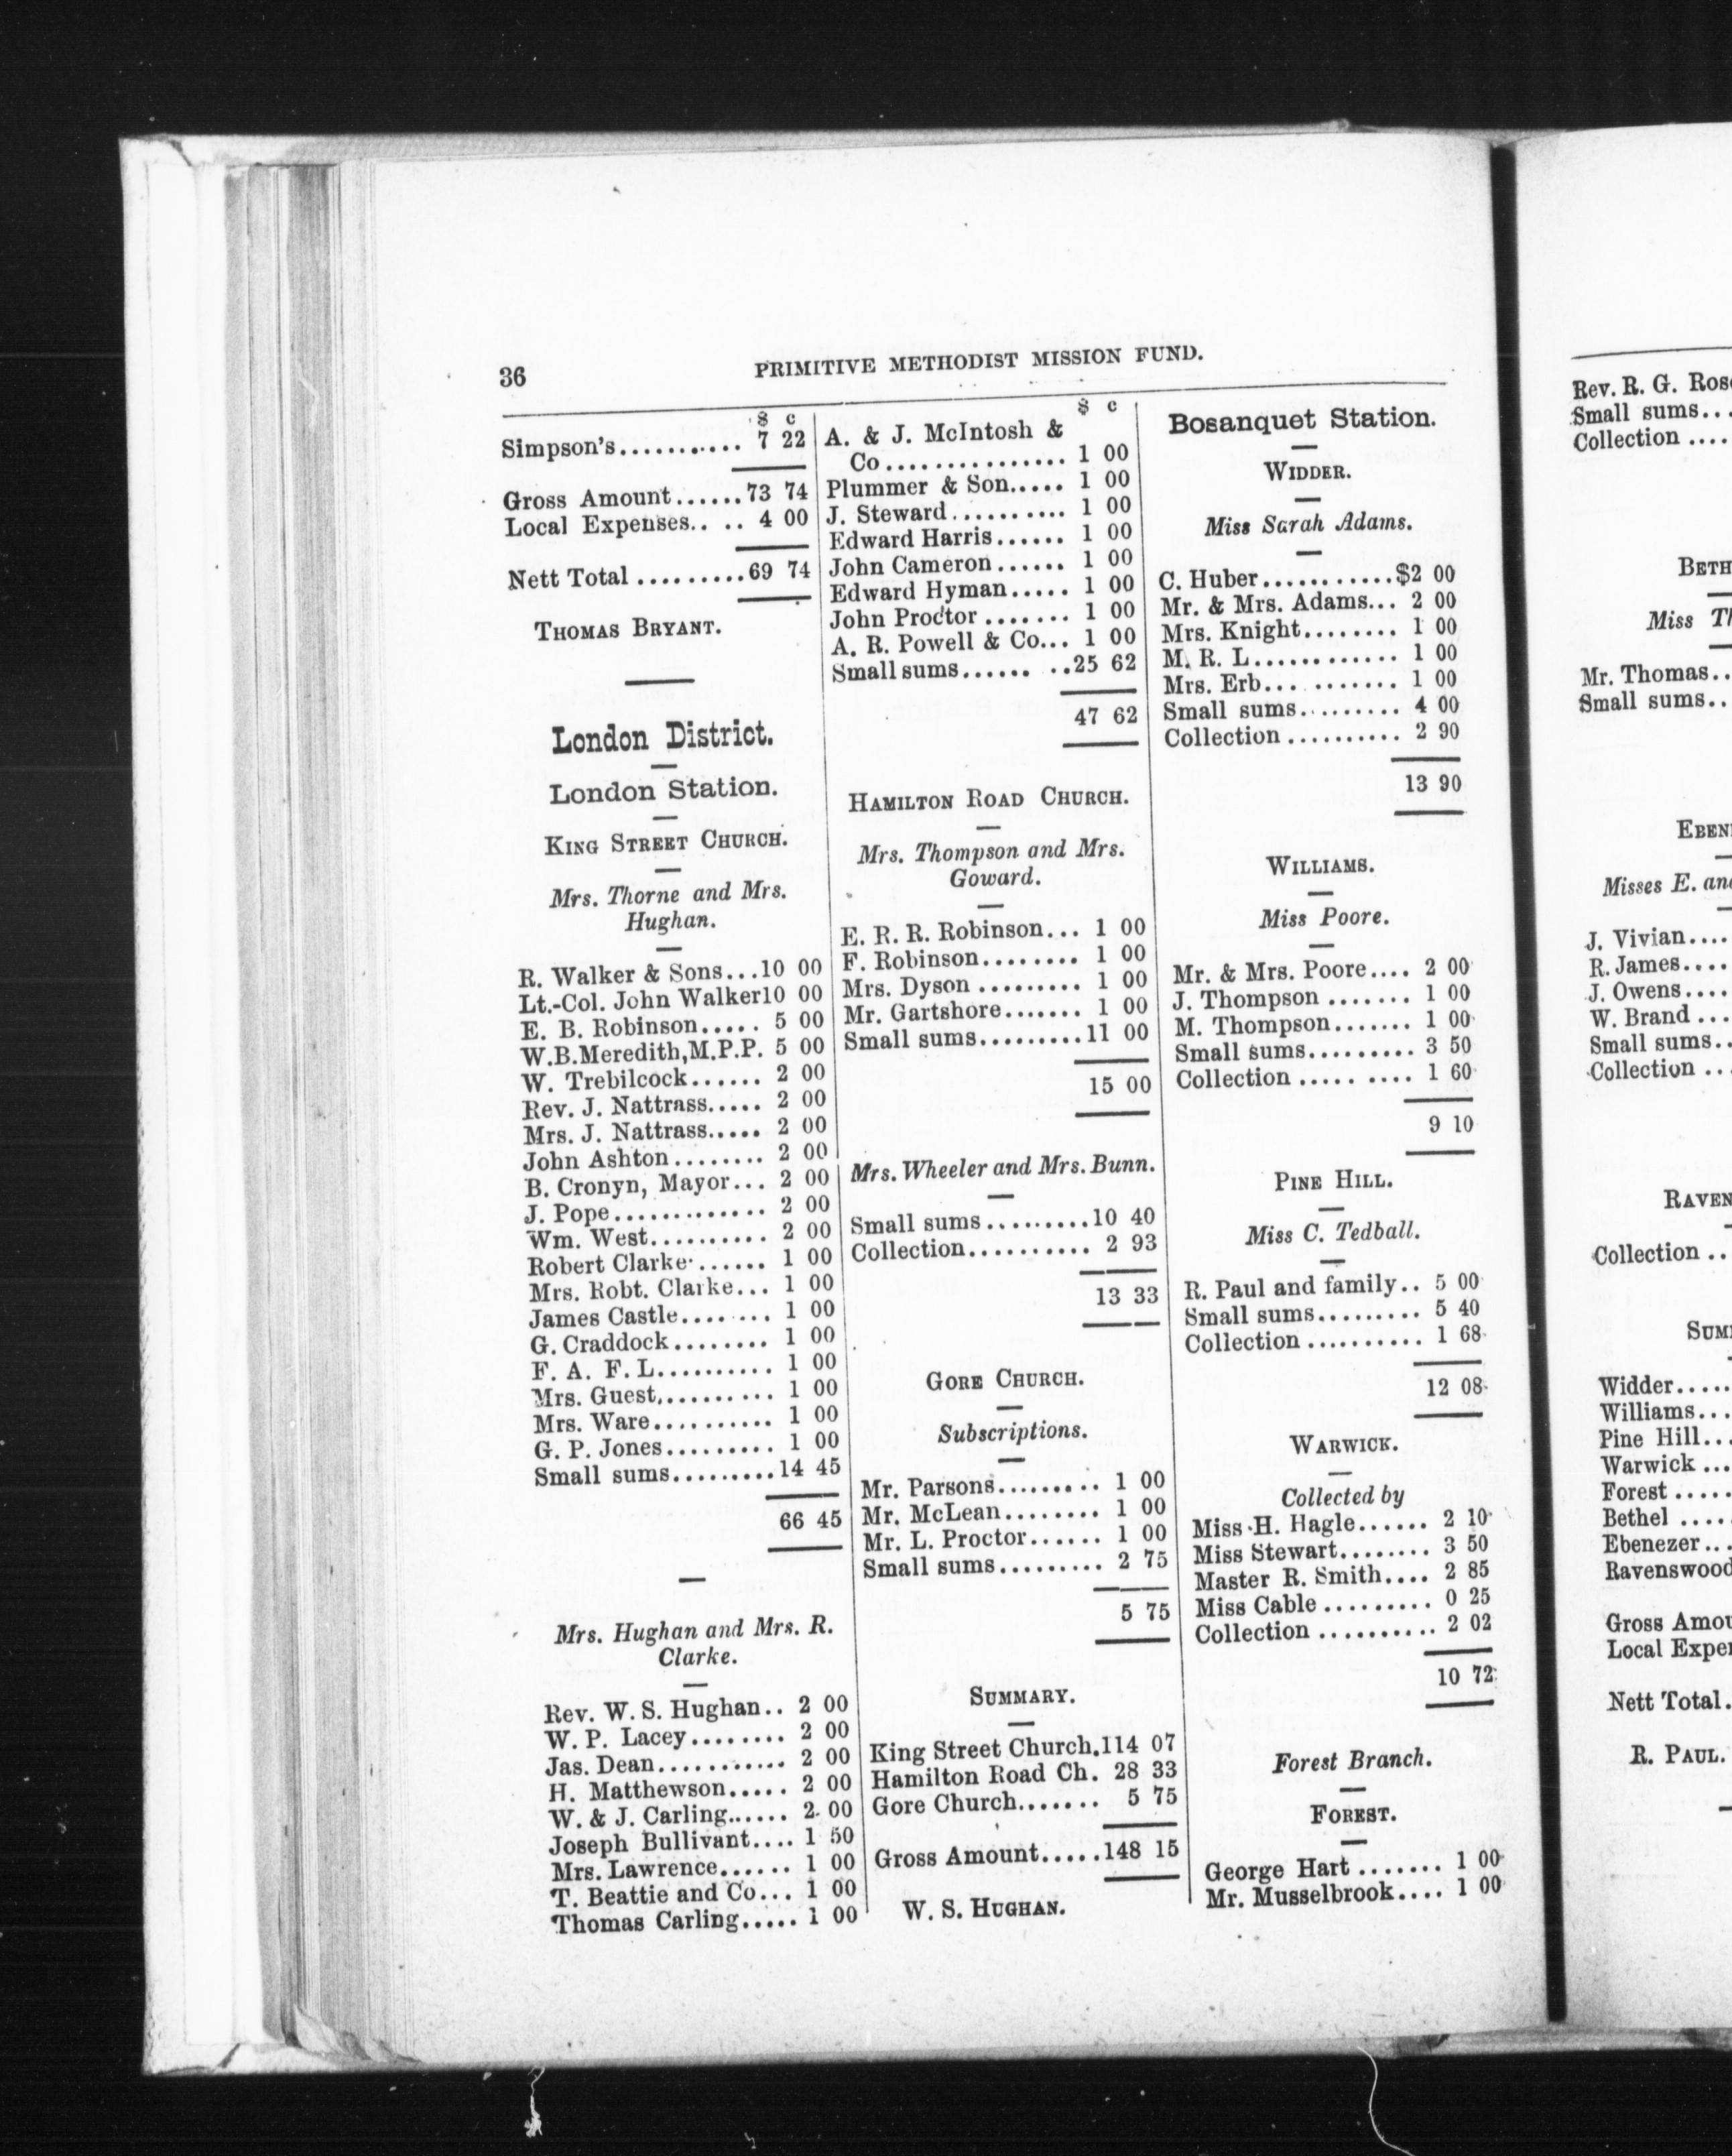 36
PRIMITIVE METHODIST MISSION FUND.
$ c
Simpson's........... 7 22
Gross Amount......73 74
Local Expenses.. .. 4 00
Nett Total .........69 74
THOMAS BRYANT.
London District.
London Station.
KING STREET CHURCH.
Mrs. Thorne and Mrs.
Hughan.
R. Walker & Sons...10 00
Lt.-Col. John Walker10 00
E. B. Robinson..... 5 00
W.B.Meredith,M.P.P. 5 00
W. Trebilcock...... 2 00
Rev. J. Nattrass..... 2 00
Mrs. J. Nattrass..... 2 00
John Ashton........ 2 00
B. Cronyn, Mayor... 2 00
J. Pope............. 2 00
Wm. West.......... 2 00
Robert Clarke....... 1 00
Mrs. Robt. Clarke... 1 00
James Castle........ 1 00
G. Craddock........ 1 00
F. A. F. L.......... 1 00
Mrs. Guest.......... 1 00
Mrs. Ware.......... 1 00
G. P. Jones......... 1 00
Small sums.........14 45
66 45
Mrs. Hughan and Mrs. R.
Clarke.
Rev. W. S. Hughan.. 2 00
W. P. Lacey........ 2 00
Jas. Dean........... 2 00
H. Matthewson..... 2 00
W. & J. Carling...... 2 00
Joseph Bullivant.... 1 50
Mrs. Lawrence...... 1 00
T. Beattie and Co... 1 00
Thomas Carling..... 1 00
$ c
A. & J. McIntosh &
Co............... 1 00
Plummer & Son..... 1 00
J. Steward.......... 1 00
Edward Harris...... 1 00
John Cameron...... 1 00
Edward Hyman..... 1 00
John Proctor ....... 1 00
A. R. Powell & Co... 1 00
Small sums...... ..25 62
47 62
HAMILTON ROAD CHURCH.
Mrs. Thompson and Mrs.
Goward.
E. R. R. Robinson... 1 00
F. Robinson........ 1 00
Mrs. Dyson ......... 1 00
Mr. Gartshore....... 1 00
Small sums.........11 00
15 00
Mrs. Wheeler and Mrs. Bunn.
Small sums.........10 40
Collection.......... 2 93
13 33
GORE CHURCH.
Subscriptions.
Mr. Parsons......... 1 00
Mr. McLean........ 1 00
Mr. L. Proctor...... 1 00
Small sums......... 2 75
5 75
SUMMARY.
King Street Church.114 07
Hamilton Road Ch. 28 33
Gore Church....... 5 75
Gross Amount.....148 15
W. S. HUGHAN.
Bosanquet Station.
WIDDER.
Miss Sarah Adams.
C. Huber...........$2 00
Mr. & Mrs. Adams... 2 00
Mrs. Knight........ 1 00
M. R. L............ 1 00
Mrs. Erb... ....... 1 00
Small sums......... 4 00
Collection .......... 2 90
13 90
WILLIAMS.
Miss Poore.
Mr. & Mrs. Poore.... 2 00
J. Thompson ....... 1 00
M. Thompson....... 1 00
Small sums......... 3 50
Collection ..... .... 1 60
9 10
PINE HILL.
Miss C. Tedball.
R. Paul and family.. 5 00
Small sums......... 5 40
Collection .......... 1 68
12 08
WARWICK.
Collected by
Miss H. Hagle...... 2 10
Miss Stewart........ 3 50
Master R. Smith.... 2 85
Miss Cable ......... 0 25
Collection .......... 2 02
10 72
Forest Branch.
FOREST.
George Hart ....... 1 00
Mr. Musselbrook.... 1 00
Rev. R. G.
Small sums...
Collection ....
Miss
Mr. Thomas..
Small sums..
Misses E.
J. Vivian....
R. James....
J. Owens....
W. Brand ...
Small sums..
Collection ..
Collection ..
Widder.....
Williams...
Pine Hill...
Warwick ...
Forest .....
Bethel ....
Ebenezer...
Ravenswood
Gross
Local
Nett Total.
R. PAUL.